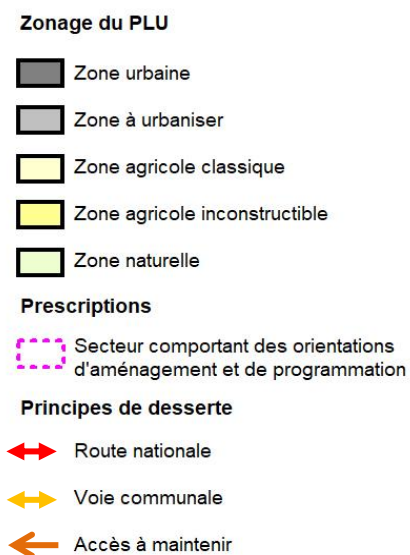 Zonage du PLU
Zone urbaine
Zone à urbaniser
Zone agricole classique
Zone agricole inconstructible
Zone naturelle
Prescriptions
Secteur comportant des orientations
d'aménagement et de programmation
Principes de desserte
Route nationale
Voie communale
Accès à maintenir